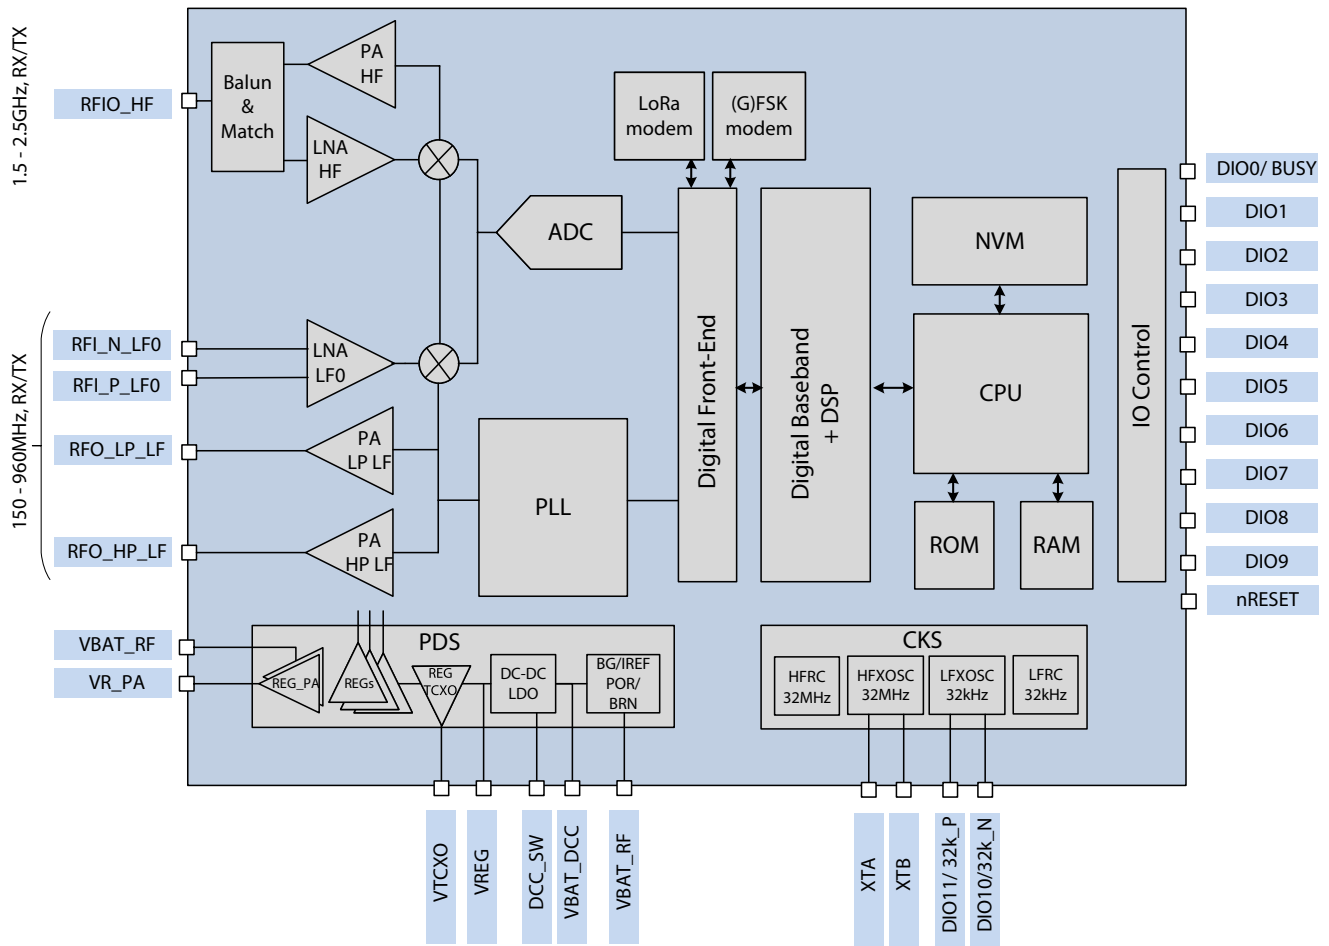 1.5 - 2.5GHz, RX/TX
RFIO_HF
Balun
&
Match
PA
HF
LNA
HF
LoRa
modem
(G)FSK
modem
ADC
150 - 960MHz, RX/TX
RFI_N_LF0
RFI_P_LF0
RFO_LP_LF
RFO_HP_LF
LNA
LF0
PA
LP LF
PA
HP LF
PLL
Digital Front-End
Digital Baseband
+ DSP
NVM
CPU
ROM
RAM
IO Control
DIO0/ BUSY
DIO1
DIO2
DIO3
DIO4
DIO5
DIO6
DIO7
DIO8
DIO9
nRESET
VBAT_RF
VR_PA
PDS
REG_PA
REGs
REG
TCXO
DC-DC
LDO
BG/IREF
POR/
BRN
CKS
HFRC
32MHz
HFXOSC
32MHz
LFXOSC
32kHz
LFRC
32kHz
VTCXO
VREG
DCC_SW
VBAT_DCC
VBAT_RF
XTA
XTB
DIO11/ 32k_P
DIO10/32k_N